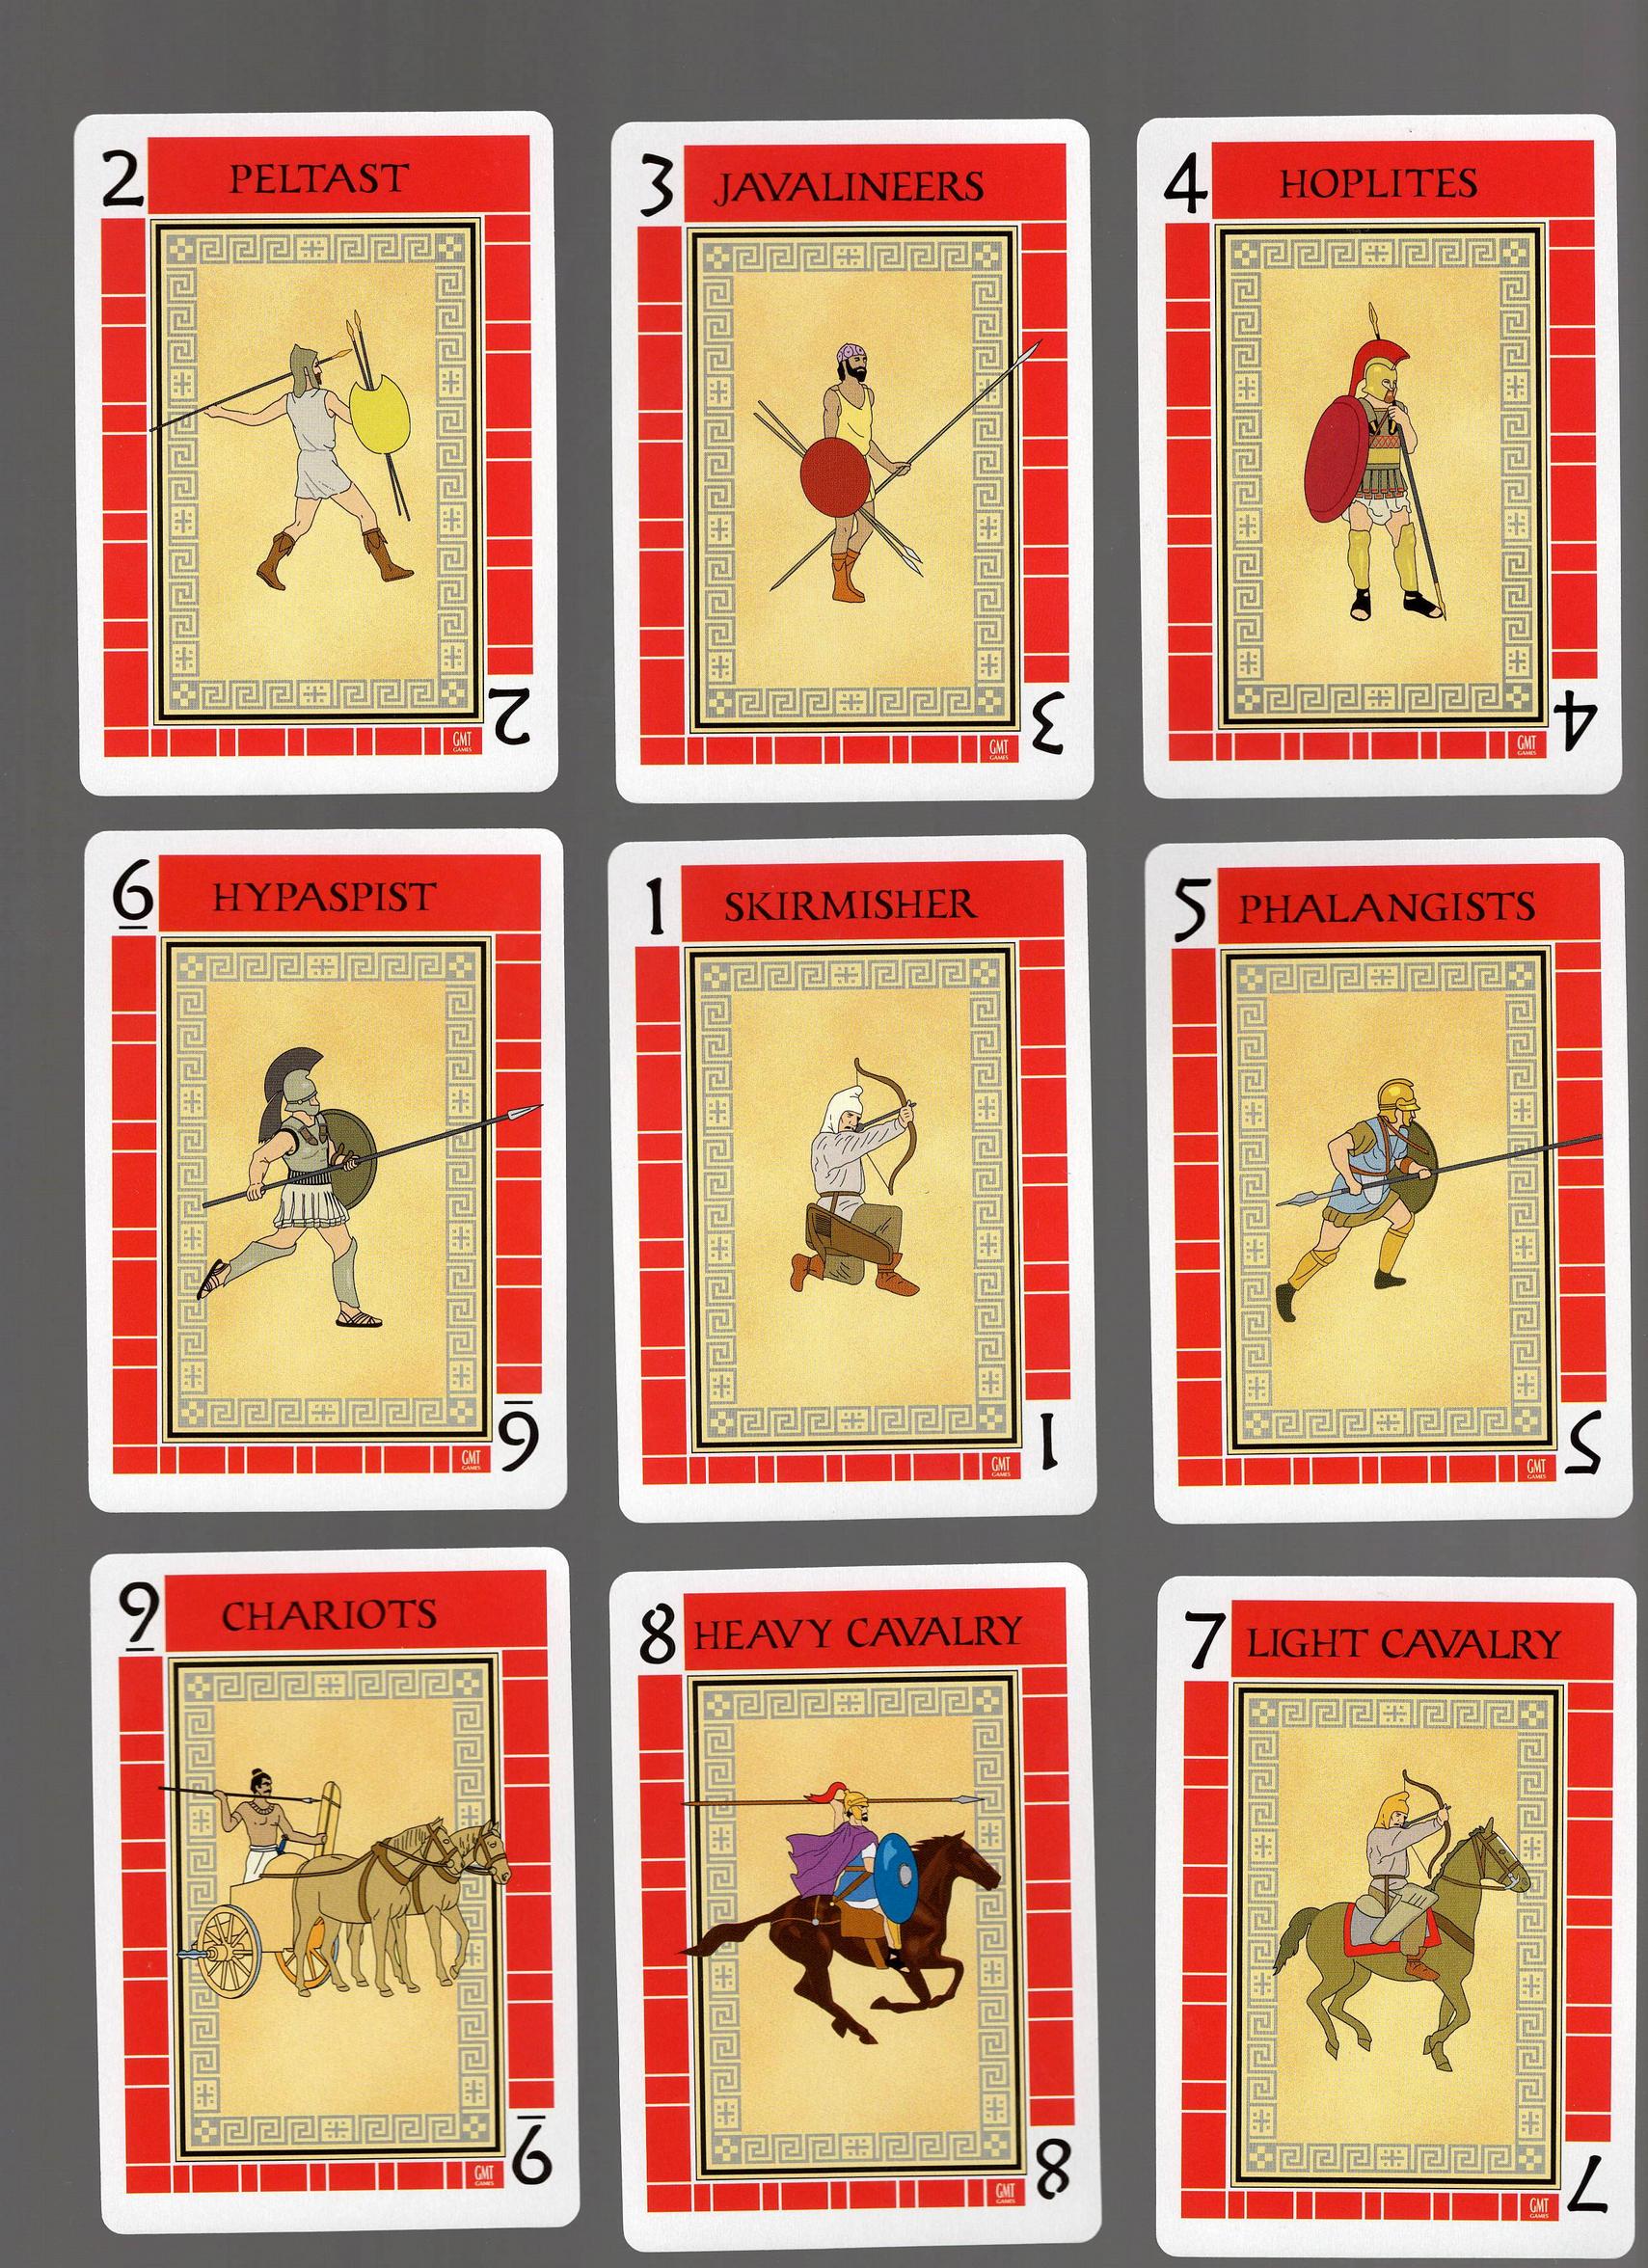 2
PELTAST
GMT
GAMES
2
3
JAVALINEERS
GMT
GAMES
3
4
HOPLITES
GMT
GAMES
4
6
HYPASPIST
GMT
GAMES
6
1
SKIRMISHER
GMT
GAMES
1
5
PHALANGISTS
GMT
GAMES
5
9
CHARIOTS
GMT
GAMES
9
8
HEAVY CAVALRY
GMT
GAMES
8
7
LIGHT CAVALRY
GMT
GAMES
7